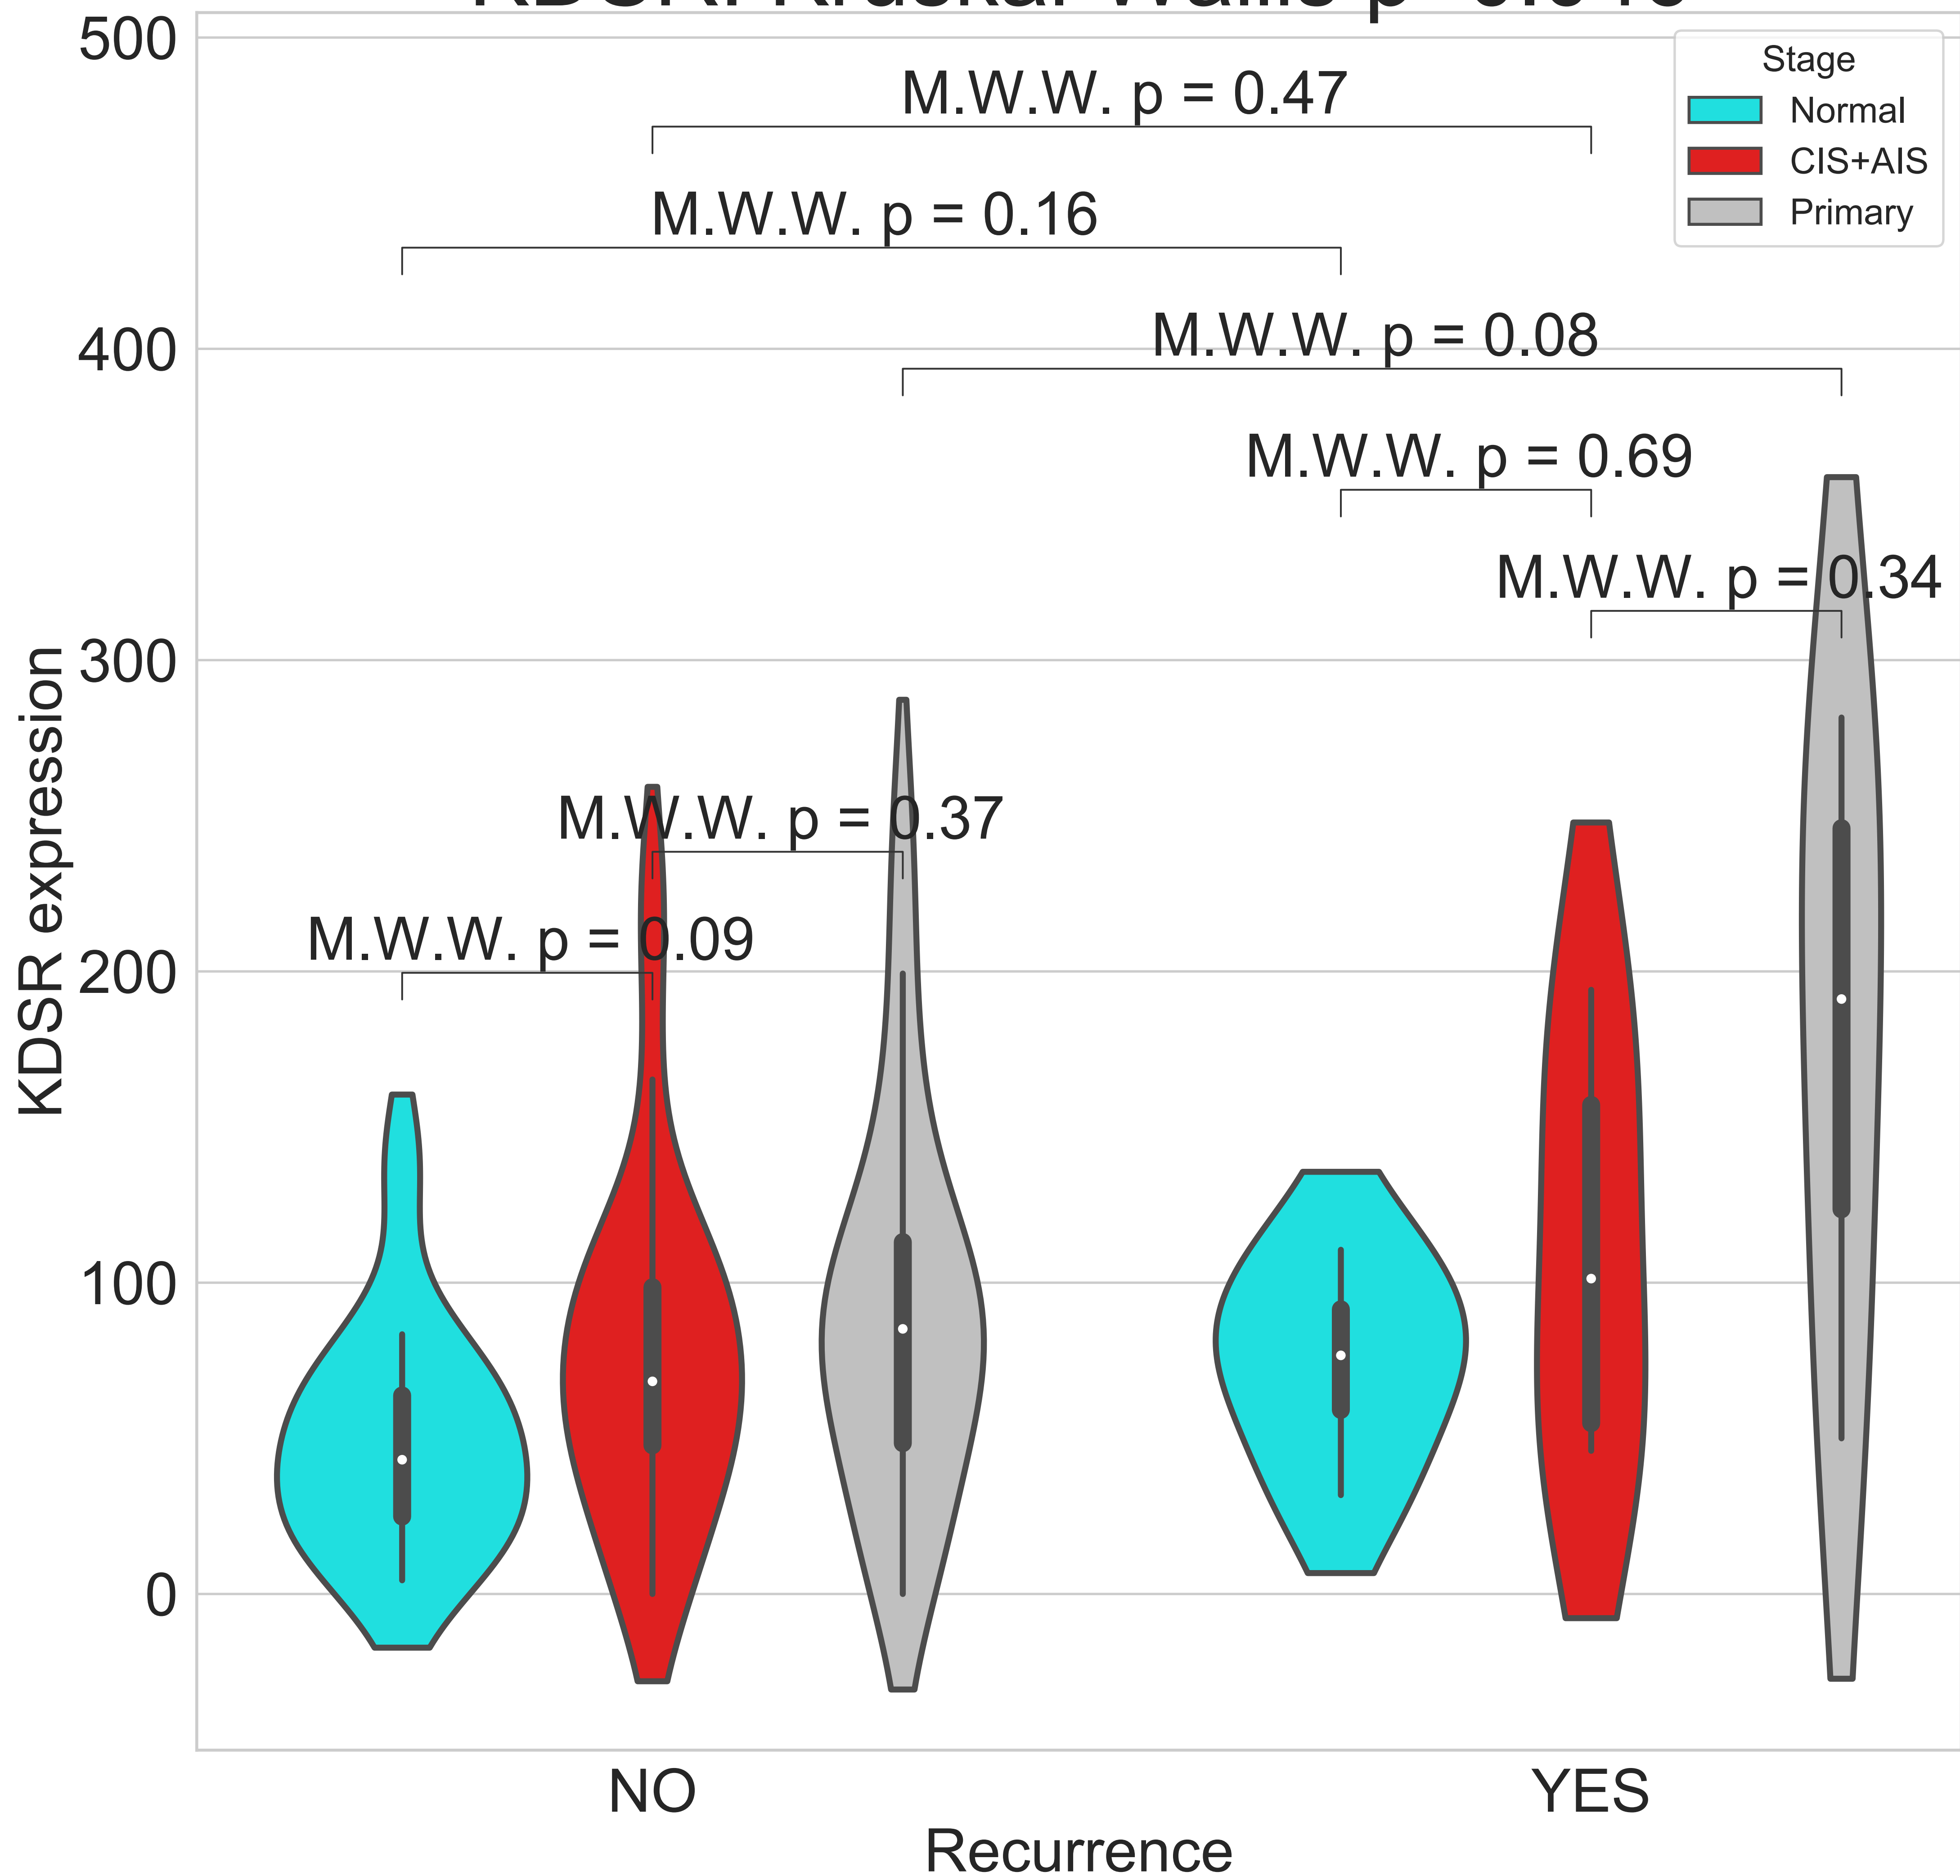 500
M.W.W. p = 0.47
Stage
Normal
CIS+AIS
Primary
M.W.W. p = 0.16
M.W.W. p = 0.08
400
M.W.W. p = 0.69
M.W.W. p = 0.34
300
M.W.W. p = 0.37
M.W.W. p = 0.09
200
KDSR expression
100
0
NO
YES
Recurrence